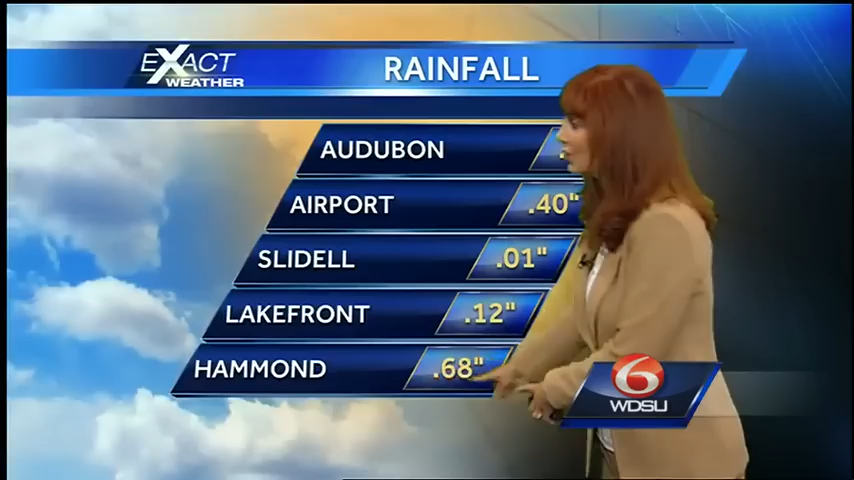 EXACT
WEATHER
RAINFALL
AUDUBON
AIRPORT .40"
SLIDELL .01"
LAKEFRONT .12"
HAMMOND .68"
6
WDSU